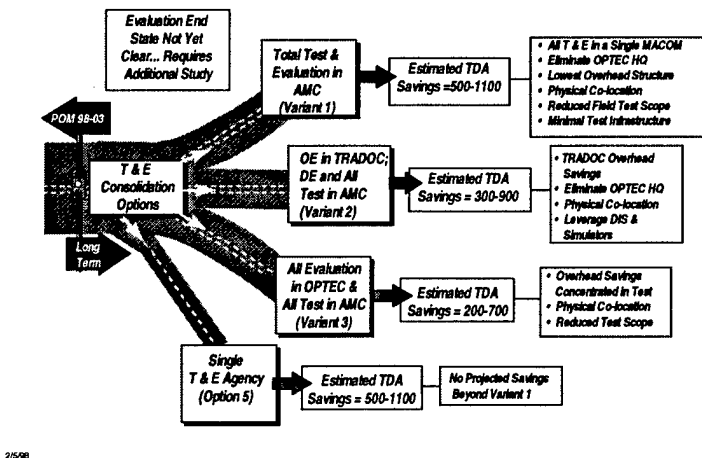 Evaluation End
State Not Yet
Clear... Requires
Additional Study
POM 98-03
T & E
Consolidation
Options
Long
Term
Total Test &
Evaluation in
AMC
(Variant 1)
Estimated TDA
Savings =500-1100
• All T & E in a Single MACOM
• Eliminate OPTEC HQ
• Lowest Overhead Structure
• Physical Co-location
• Reduced Field Test Scope
• Minimal Test Infrastructure
OE in TRADOC;
DE and All
Test in AMC
(Variant 2)
Estimated TDA
Savings = 300-900
• TRADOC Overhead
Savings
• Eliminate OPTEC HQ
• Physical Co-location
• Leverage DIS &
Simulators
All Evaluation
in OPTEC &
All Test in AMC
(Variant 3)
Estimated TDA
Savings = 200-700
• Overhead Savings
Concentrated in Test
• Physical Co-location
• Reduced Test Scope
Single
T & E Agency
(Option 5)
Estimated TDA
Savings = 500-1100
No Projected Savings
Beyond Variant 1
2/5/98